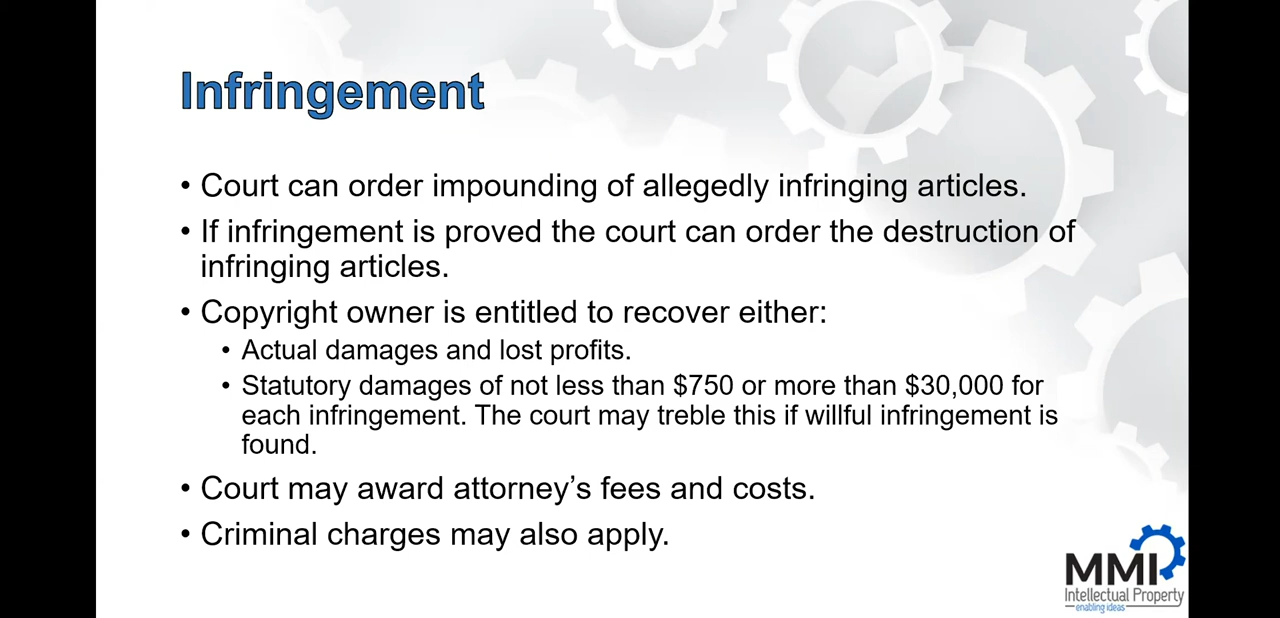 Infringement
• Court can order impounding of allegedly infringing articles.
• If infringement is proved the court can order the destruction of
infringing articles.
• Copyright owner is entitled to recover either:
• Actual damages and lost profits.
• Statutory damages of not less than $750 or more than $30,000 for
each infringement. The court may treble this if willful infringement is
found.
• Court may award attorney’s fees and costs.
• Criminal charges may also apply.
MMI
Intellectual Property
enabling ideas